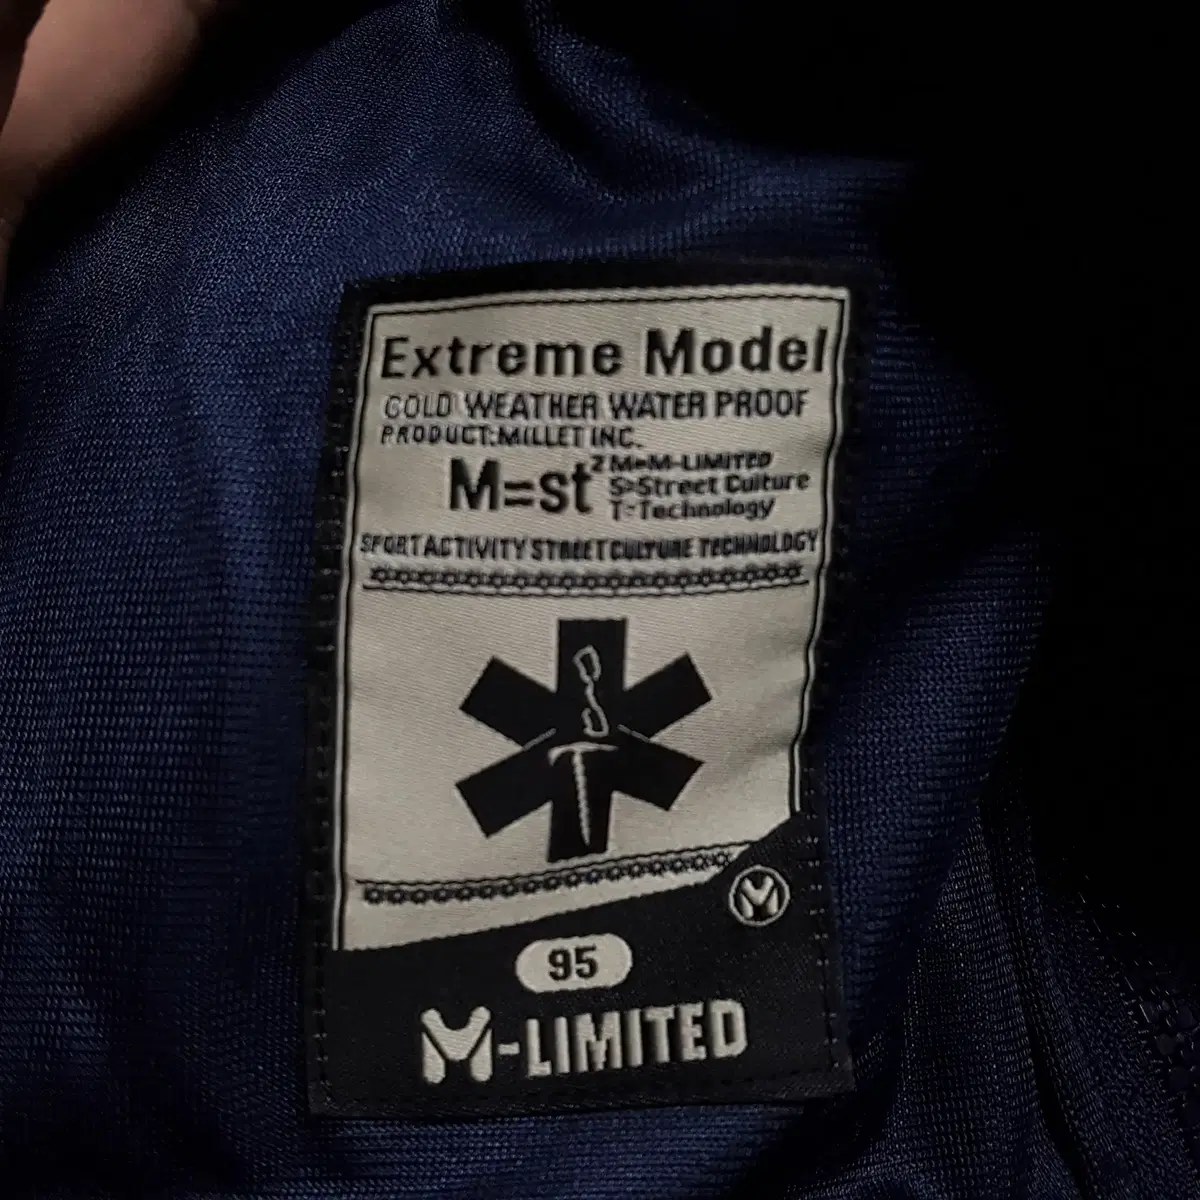 Extreme Model
COLD WEATHER WATER PROOF
PRODUCT:MILLET INC.
M=st² M=M-LIMITED
S=Street Culture
T=Technology
SPORT ACTIVITY STREET CULTURE TECHNOLOGY
95
M-LIMITED